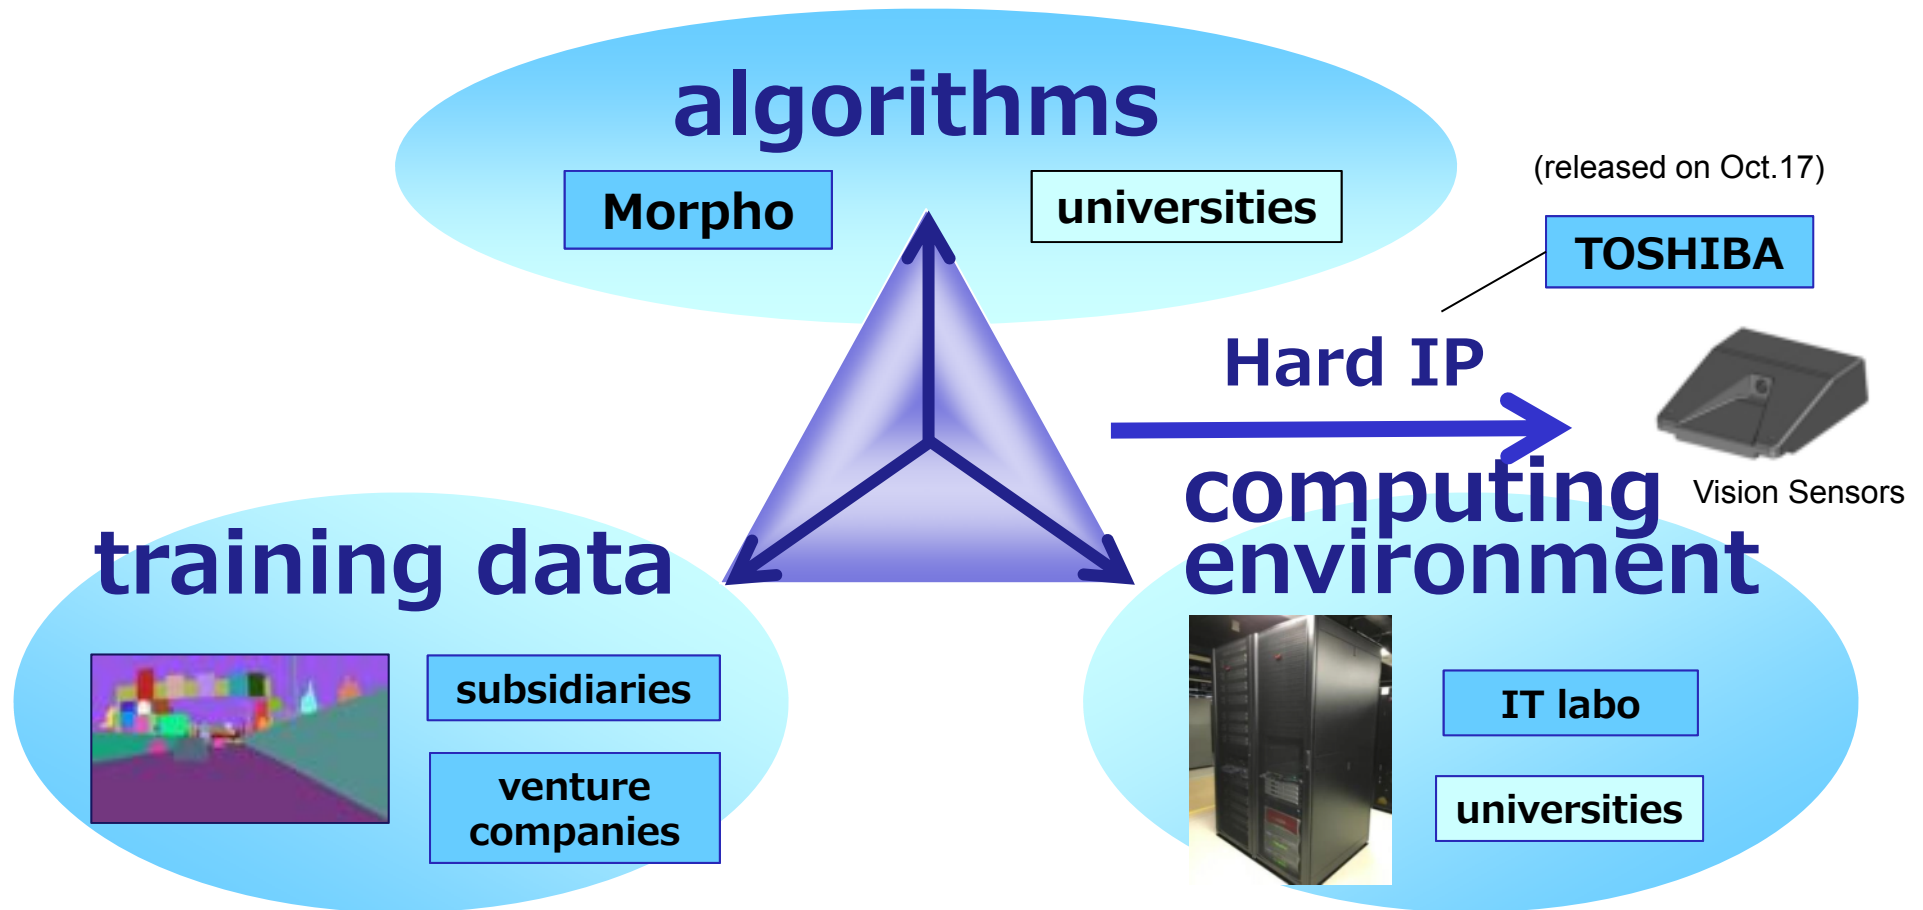 algorithms
Morpho
universities
(released on Oct.17)
TOSHIBA
Hard IP
Vision Sensors
training data
subsidiaries
venture
companies
computing
environment
IT labo
universities